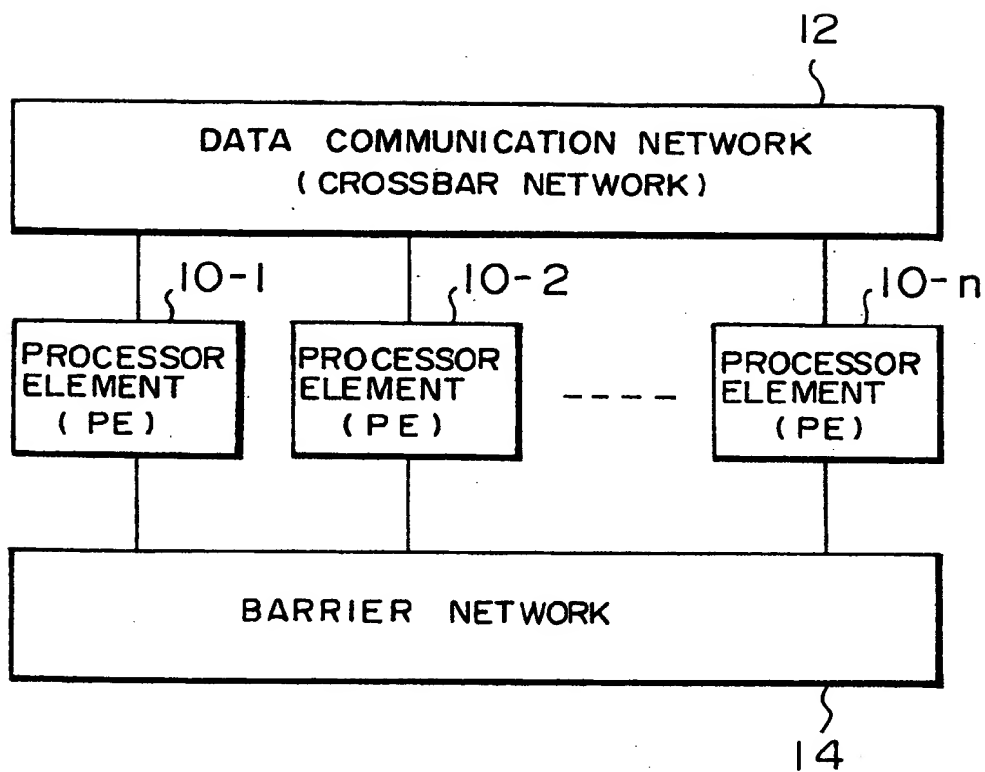 12
DATA COMMUNICATION NETWORK
(CROSSBAR NETWORK)
10-1
10-2
10-n
PROCESSOR
ELEMENT
(PE)
PROCESSOR
ELEMENT
(PE)
PROCESSOR
ELEMENT
(PE)
BARRIER NETWORK
14